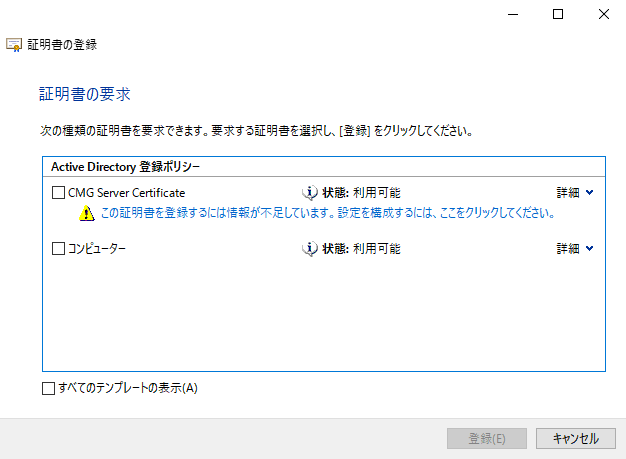 証明書の登録
証明書の要求
次の種類の証明書を要求できます。要求する証明書を選択し、[登録] をクリックしてください。
Active Directory 登録ポリシー
CMG Server Certificate 状態: 利用可能 詳細
この証明書を登録するには情報が不足しています。設定を構成するには、ここをクリックしてください。
コンピューター 状態: 利用可能 詳細
すべてのテンプレートの表示(A)
登録(E) キャンセル